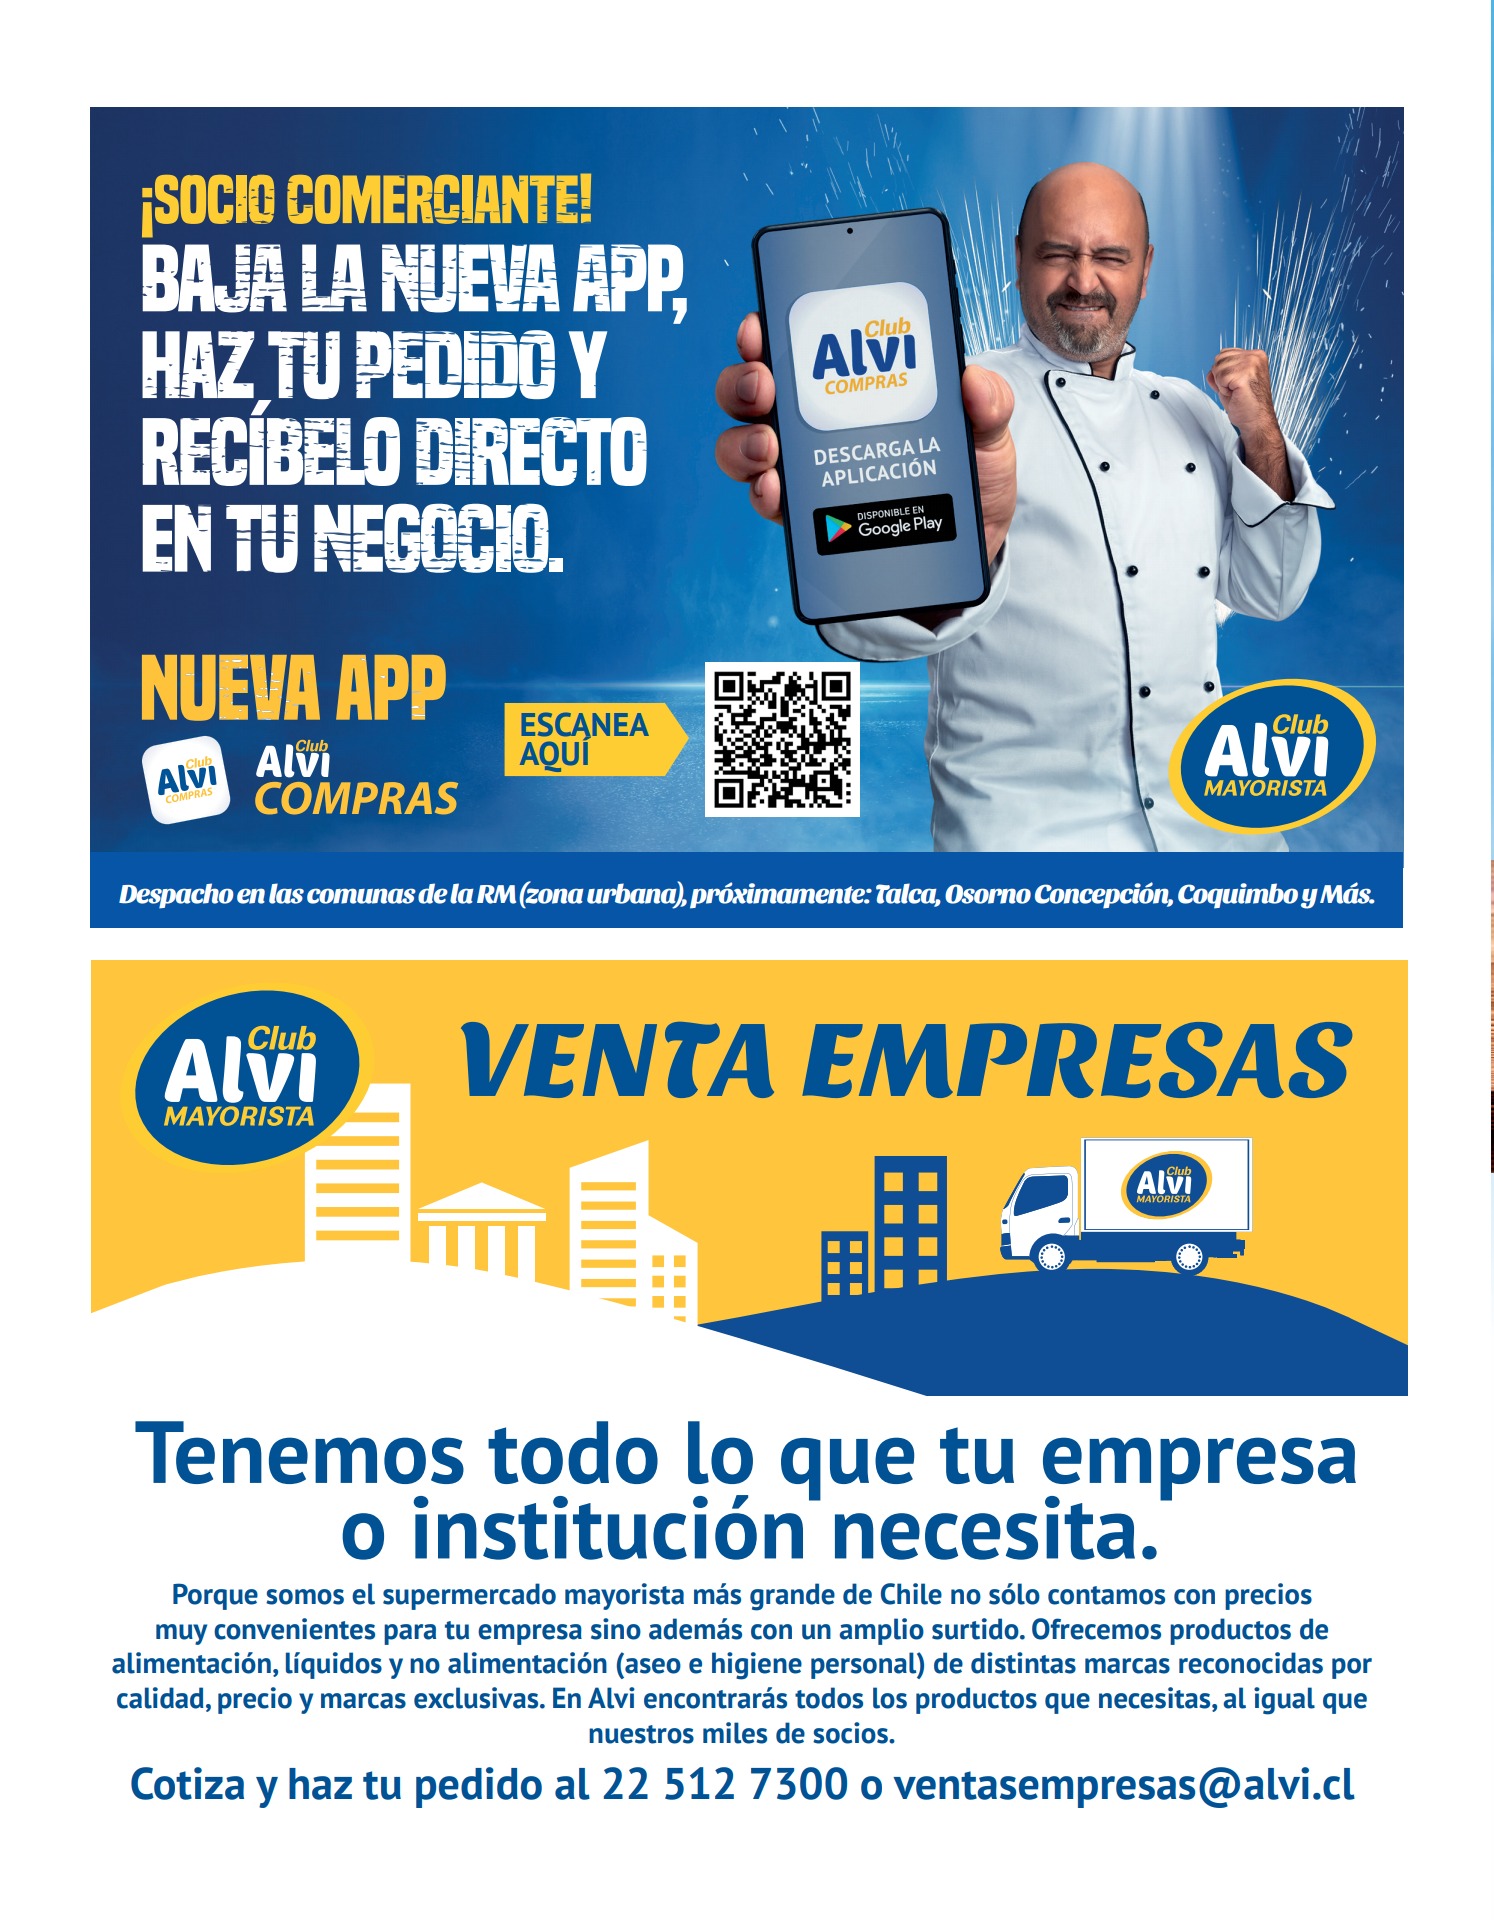 ¡SOCIO COMERCIANTE!
BAJA LA NUEVA APP,
HAZ TU PEDIDO Y
RECÍBELO DIRECTO
EN TU NEGOCIO.
Club
Alvi
COMPRAS
DESCARGA LA
APLICACIÓN
DISPONIBLE EN
Google Play
NUEVA APP
Club
Alvi
COMPRAS
Club
Alvi
COMPRAS
ESCANEA
AQUÍ
Club
Alvi
MAYORISTA
Despacho en las comunas de la RM (zona urbana), próximamente: Talca, Osorno Concepción, Coquimbo y Más.
Club
Alvi
MAYORISTA
VENTA EMPRESAS
Club
Alvi
MAYORISTA
Tenemos todo lo que tu empresa
o institución necesita.
Porque somos el supermercado mayorista más grande de Chile no sólo contamos con precios
muy convenientes para tu empresa sino además con un amplio surtido. Ofrecemos productos de
alimentación, líquidos y no alimentación (aseo e higiene personal) de distintas marcas reconocidas por
calidad, precio y marcas exclusivas. En Alvi encontrarás todos los productos que necesitas, al igual que
nuestros miles de socios.
Cotiza y haz tu pedido al 22 512 7300 o ventasempresas@alvi.cl